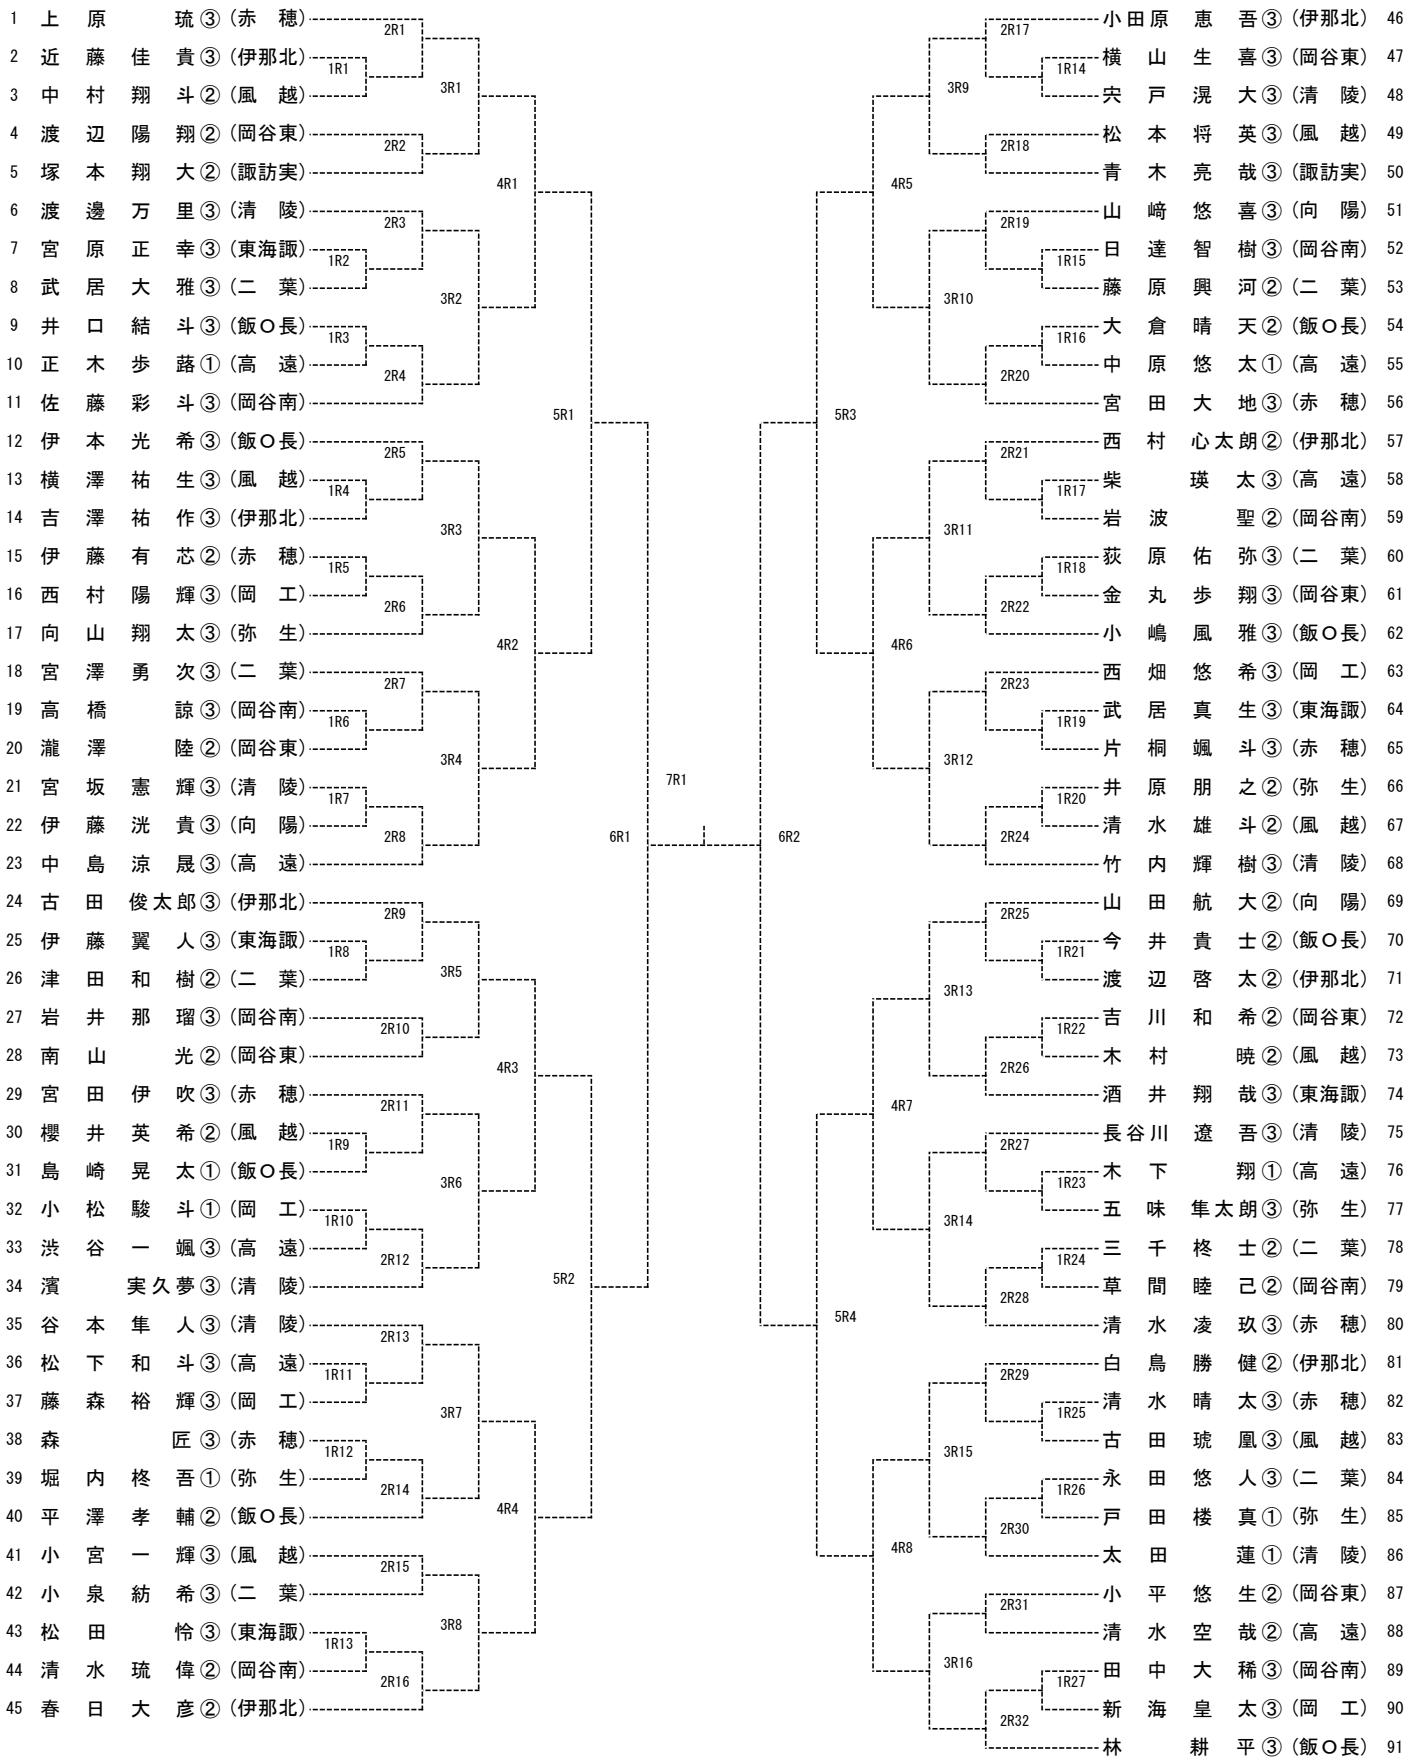 1 上原 琉③（赤 穂）
2 近藤佳貴③（伊那北）
3 中村翔斗②（風 越）
4 渡辺陽翔②（岡谷東）
5 塚本翔大②（諏訪実）
6 渡邊万里③（清 陵）
7 宮原正幸③（東海諏）
8 武居大雅③（二 葉）
9 井口結斗③（飯O長）
10 正木歩蕗①（高 遠）
11 佐藤彩斗③（岡谷南）
12 伊本光希③（飯O長）
13 横澤祐生③（風 越）
14 吉澤祐作③（伊那北）
15 伊藤有芯②（赤 穂）
16 西村陽輝③（岡 工）
17 向山翔太③（弥 生）
18 宮澤勇次③（二 葉）
19 高橋 諒③（岡谷南）
20 瀧澤 陸②（岡谷東）
21 宮坂憲輝③（清 陵）
22 伊藤洸貴③（向 陽）
23 中島涼晟③（高 遠）
24 古田俊太郎③（伊那北）
25 伊藤翼人③（東海諏）
26 津田和樹②（二 葉）
27 岩井那瑠③（岡谷南）
28 南山 光②（岡谷東）
29 宮田伊吹③（赤 穂）
30 櫻井英希②（風 越）
31 島崎晃太①（飯O長）
32 小松駿斗①（岡 工）
33 渋谷一颯③（高 遠）
34 濱 実久夢③（清 陵）
35 谷本隼人③（清 陵）
36 松下和斗③（高 遠）
37 藤森裕輝③（岡 工）
38 森 匠③（赤 穂）
39 堀内柊吾①（弥 生）
40 平澤孝輔②（飯O長）
41 小宮一輝③（風 越）
42 小泉紡希③（二 葉）
43 松田 怜③（東海諏）
44 清水琉偉②（岡谷南）
45 春日大彦②（伊那北）
1R1
1R2
1R3
1R4
1R5
1R6
1R7
1R8
1R9
1R10
1R11
1R12
1R13
2R1
2R2
2R3
2R4
2R5
2R6
2R7
2R8
2R9
2R10
2R11
2R12
2R13
2R14
2R15
2R16
3R1
3R2
3R3
3R4
3R5
3R6
3R7
3R8
4R1
4R2
4R3
4R4
5R1
5R2
6R1
7R1
6R2
5R3
5R4
4R5
4R6
4R7
4R8
3R9
3R10
3R11
3R12
3R13
3R14
3R15
3R16
2R17
2R18
2R19
2R20
2R21
2R22
2R23
2R24
2R25
2R26
2R27
2R28
2R29
2R30
2R31
2R32
1R14
1R15
1R16
1R17
1R18
1R19
1R20
1R21
1R22
1R23
1R24
1R25
1R26
1R27
小田原恵吾③（伊那北） 46
横山生喜③（岡谷東） 47
宍戸滉大③（清 陵） 48
松本将英③（風 越） 49
青木亮哉③（諏訪実） 50
山﨑悠喜③（向 陽） 51
日達智樹③（岡谷南） 52
藤原興河②（二 葉） 53
大倉晴天②（飯O長） 54
中原悠太①（高 遠） 55
宮田大地③（赤 穂） 56
西村心太朗②（伊那北） 57
柴 瑛太③（高 遠） 58
岩波 聖②（岡谷南） 59
荻原佑弥③（二 葉） 60
金丸歩翔③（岡谷東） 61
小嶋風雅③（飯O長） 62
西畑悠希③（岡 工） 63
武居真生③（東海諏） 64
片桐颯斗③（赤 穂） 65
井原朋之②（弥 生） 66
清水雄斗②（風 越） 67
竹内輝樹③（清 陵） 68
山田航大②（向 陽） 69
今井貴士②（飯O長） 70
渡辺啓太②（伊那北） 71
吉川和希②（岡谷東） 72
木村 暁②（風 越） 73
酒井翔哉③（東海諏） 74
長谷川遼吾③（清 陵） 75
木下 翔①（高 遠） 76
五味隼太朗③（弥 生） 77
三千柊士②（二 葉） 78
草間睦己②（岡谷南） 79
清水凌玖③（赤 穂） 80
白鳥勝健②（伊那北） 81
清水晴太③（赤 穂） 82
古田琥凰③（風 越） 83
永田悠人③（二 葉） 84
戸田楼真①（弥 生） 85
太田 蓮①（清 陵） 86
小平悠生②（岡谷東） 87
清水空哉②（高 遠） 88
田中大稀③（岡谷南） 89
新海皇太③（岡 工） 90
林 耕平③（飯O長） 91